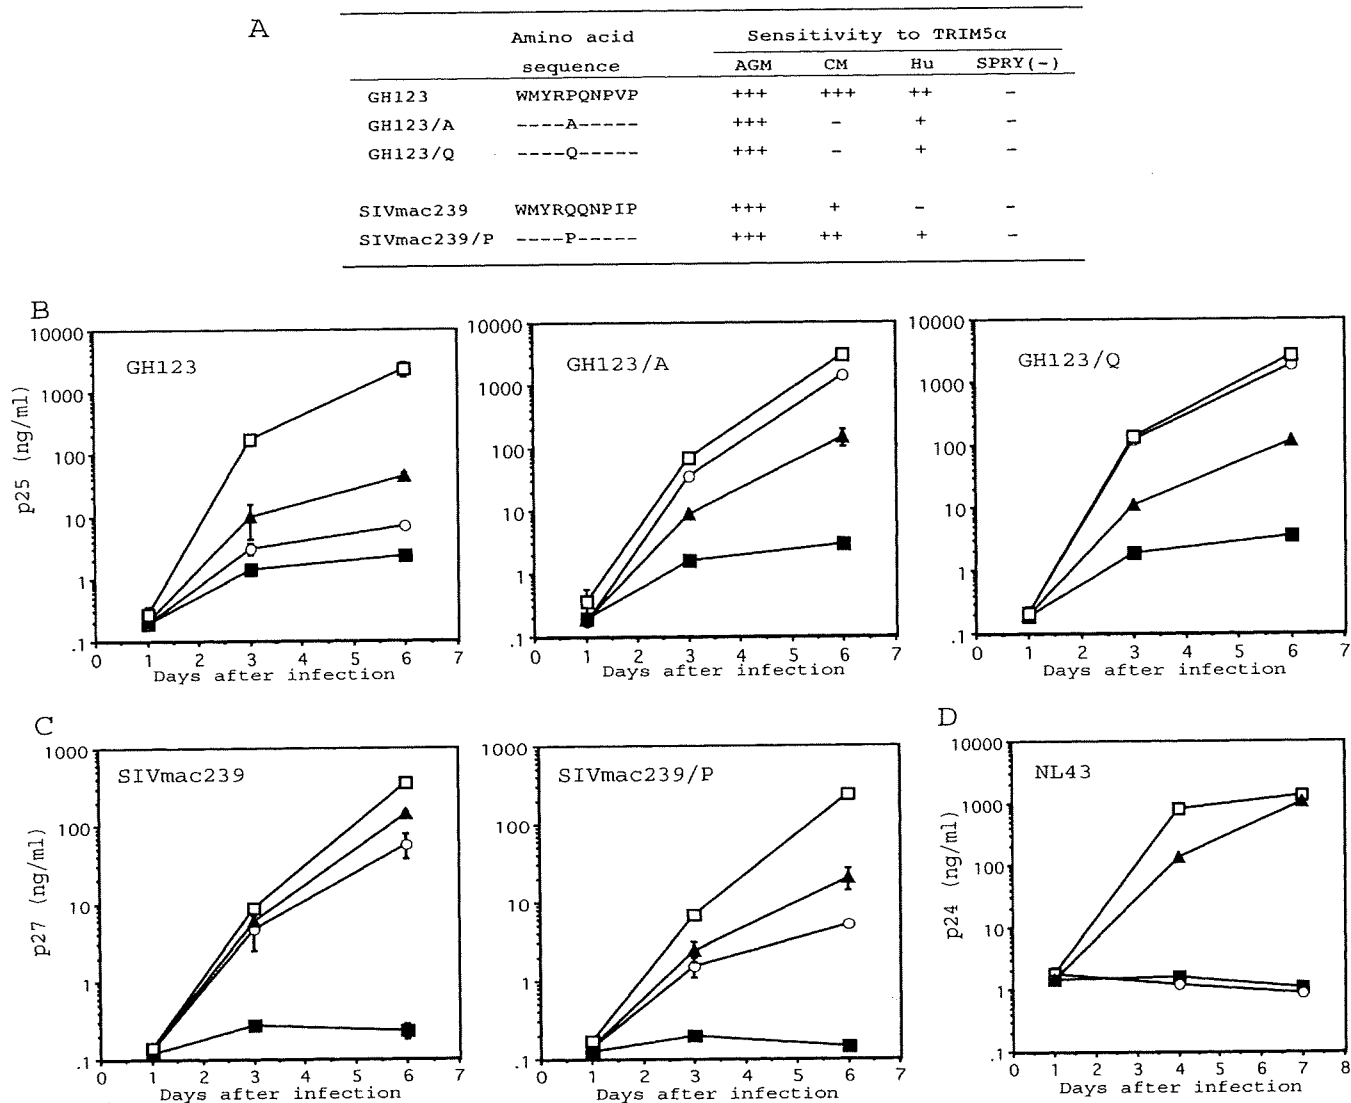 A
Amino acid Sensitivity to TRIM5α
sequence AGM CM Hu SPRY(-)
GH123 WMYRPQNPVP +++ +++ ++ -
GH123/A ----A----- +++ - + -
GH123/Q ----Q----- +++ - + -
SIVmac239 WMYRQQNPIP +++ + - -
SIVmac239/P ----P----- +++ ++ + -
B
p25 (ng/ml)
10000
1000
100
10
1
.1
GH123
0 1 2 3 4 5 6 7
Days after infection
10000
1000
100
10
1
.1
GH123/A
0 1 2 3 4 5 6 7
Days after infection
10000
1000
100
10
1
.1
GH123/Q
0 1 2 3 4 5 6 7
Days after infection
C
p27 (ng/ml)
1000
100
10
1
.1
SIVmac239
0 1 2 3 4 5 6 7
Days after infection
1000
100
10
1
.1
SIVmac239/P
0 1 2 3 4 5 6 7
Days after infection
D
p24 (ng/ml)
10000
1000
100
10
1
.1
NL43
0 1 2 3 4 5 6 7 8
Days after infection